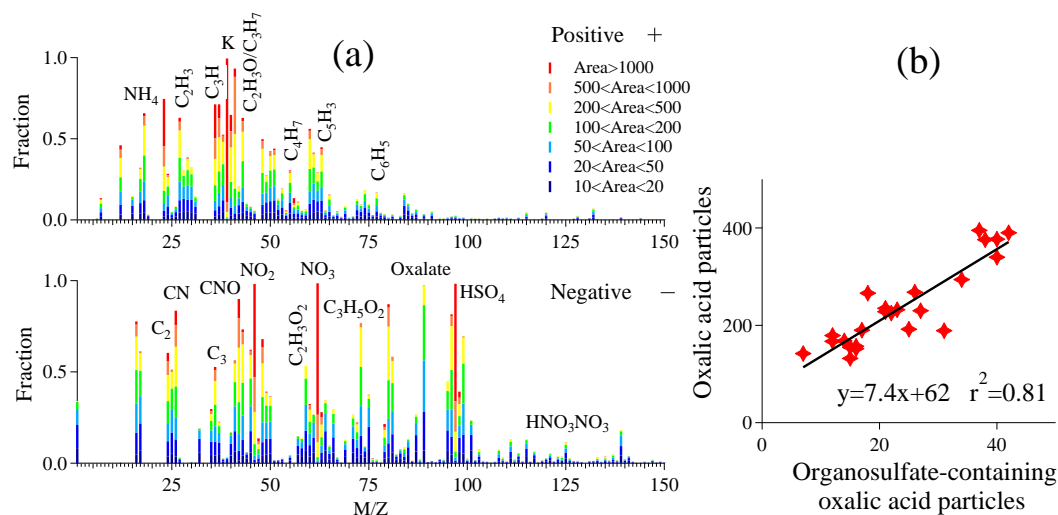 (a)
Positive +
Area>1000
500<Area<1000
200<Area<500
100<Area<200
50<Area<100
20<Area<50
10<Area<20
Fraction
1.0
0.5
0.0
NH₄
C₂H₃
C₃H
K
C₂H₃O/C₃H₇
C₄H₇
C₅H₃
C₆H₅
25
50
75
100
125
150
Negative −
Fraction
1.0
0.5
0.0
C₂
CN
C₃
CNO
NO₂
C₂H₃O₂
NO₃
C₃H₅O₂
Oxalate
HSO₄
HNO₃NO₃
25
50
75
100
125
150
M/Z
(b)
Oxalic acid particles
400
200
0
y=7.4x+62 r²=0.81
0
20
40
Organosulfate-containing
oxalic acid particles